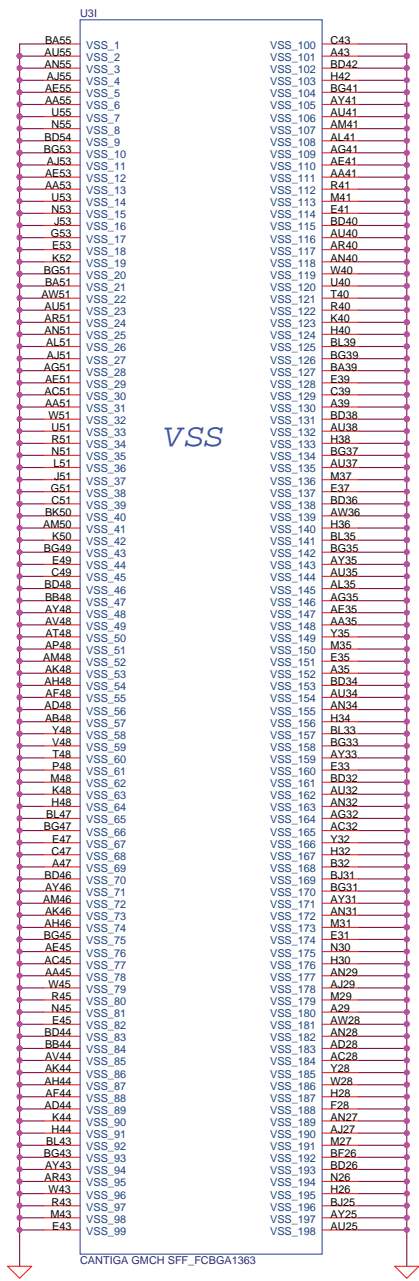 U3I
BA55 VSS_1
AU55 VSS_2
AN55 VSS_3
AJ55 VSS_4
AE55 VSS_5
AA55 VSS_6
U55 VSS_7
N55 VSS_8
BD54 VSS_9
BG53 VSS_10
AJ53 VSS_11
AE53 VSS_12
AA53 VSS_13
U53 VSS_14
N53 VSS_15
J53 VSS_16
G53 VSS_17
E53 VSS_18
K52 VSS_19
BG51 VSS_20
BA51 VSS_21
AW51 VSS_22
AU51 VSS_23
AR51 VSS_24
AN51 VSS_25
AL51 VSS_26
AJ51 VSS_27
AG51 VSS_28
AE51 VSS_29
AC51 VSS_30
AA51 VSS_31
W51 VSS_32
U51 VSS_33
R51 VSS_34
N51 VSS_35
L51 VSS_36
J51 VSS_37
G51 VSS_38
C51 VSS_39
BK50 VSS_40
AM50 VSS_41
K50 VSS_42
BG49 VSS_43
E49 VSS_44
C49 VSS_45
BD48 VSS_46
BB48 VSS_47
AY48 VSS_48
AV48 VSS_49
AT48 VSS_50
AP48 VSS_51
AM48 VSS_52
AK48 VSS_53
AH48 VSS_54
AF48 VSS_55
AD48 VSS_56
AB48 VSS_57
Y48 VSS_58
V48 VSS_59
T48 VSS_60
P48 VSS_61
M48 VSS_62
K48 VSS_63
H48 VSS_64
BL47 VSS_65
BG47 VSS_66
E47 VSS_67
C47 VSS_68
A47 VSS_69
BD46 VSS_70
AY46 VSS_71
AM46 VSS_72
AK46 VSS_73
AH46 VSS_74
BG45 VSS_75
AE45 VSS_76
AC45 VSS_77
AA45 VSS_78
W45 VSS_79
R45 VSS_80
N45 VSS_81
E45 VSS_82
BD44 VSS_83
BB44 VSS_84
AV44 VSS_85
AK44 VSS_86
AH44 VSS_87
AF44 VSS_88
AD44 VSS_89
K44 VSS_90
H44 VSS_91
BL43 VSS_92
BG43 VSS_93
AY43 VSS_94
AR43 VSS_95
W43 VSS_96
R43 VSS_97
M43 VSS_98
E43 VSS_99
VSS
VSS_100 C43
VSS_101 A43
VSS_102 BD42
VSS_103 H42
VSS_104 BG41
VSS_105 AY41
VSS_106 AU41
VSS_107 AM41
VSS_108 AL41
VSS_109 AG41
VSS_110 AE41
VSS_111 AA41
VSS_112 R41
VSS_113 M41
VSS_114 E41
VSS_115 BD40
VSS_116 AU40
VSS_117 AR40
VSS_118 AN40
VSS_119 W40
VSS_120 U40
VSS_121 T40
VSS_122 R40
VSS_123 K40
VSS_124 H40
VSS_125 BL39
VSS_126 BG39
VSS_127 BA39
VSS_128 E39
VSS_129 C39
VSS_130 A39
VSS_131 BD38
VSS_132 AU38
VSS_133 H38
VSS_134 BG37
VSS_135 AU37
VSS_136 M37
VSS_137 E37
VSS_138 BD36
VSS_139 AW36
VSS_140 H36
VSS_141 BL35
VSS_142 BG35
VSS_143 AY35
VSS_144 AU35
VSS_145 AL35
VSS_146 AG35
VSS_147 AE35
VSS_148 AA35
VSS_149 Y35
VSS_150 M35
VSS_151 E35
VSS_152 A35
VSS_153 BD34
VSS_154 AU34
VSS_155 AN34
VSS_156 H34
VSS_157 BL33
VSS_158 BG33
VSS_159 AY33
VSS_160 E33
VSS_161 BD32
VSS_162 AU32
VSS_163 AN32
VSS_164 AG32
VSS_165 AC32
VSS_166 Y32
VSS_167 H32
VSS_168 B32
VSS_169 BJ31
VSS_170 BG31
VSS_171 AY31
VSS_172 AN31
VSS_173 M31
VSS_174 E31
VSS_175 N30
VSS_176 H30
VSS_177 AN29
VSS_178 AJ29
VSS_179 M29
VSS_180 A29
VSS_181 AW28
VSS_182 AN28
VSS_183 AD28
VSS_184 AC28
VSS_185 Y28
VSS_186 W28
VSS_187 H28
VSS_188 F28
VSS_189 AN27
VSS_190 AJ27
VSS_191 M27
VSS_192 BF26
VSS_193 BD26
VSS_194 N26
VSS_195 H26
VSS_196 BJ25
VSS_197 AY25
VSS_198 AU25
CANTIGA GMCH SFF_FCBGA1363